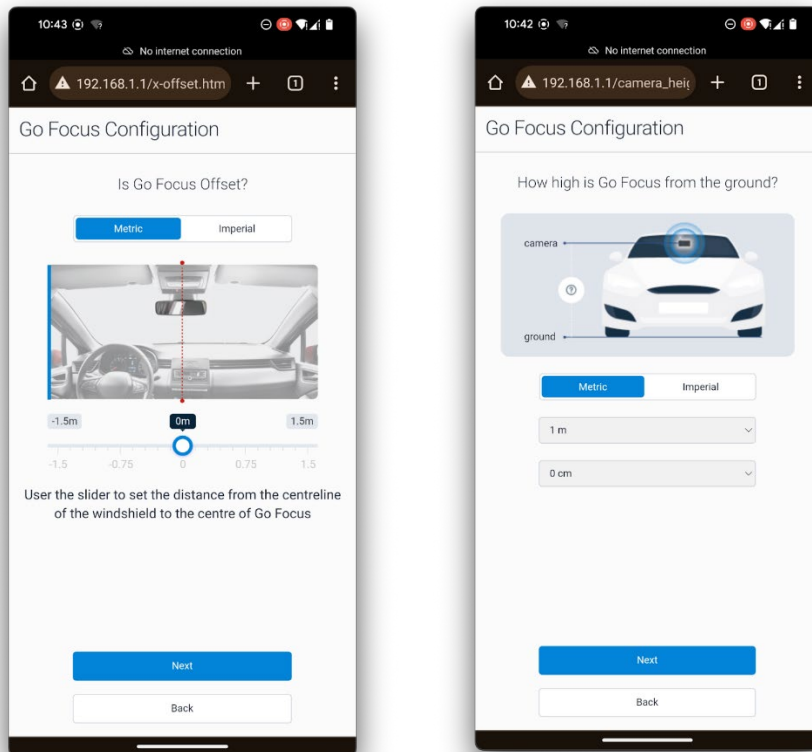 10:43
No internet connection
192.168.1.1/x-offset.htm
1
Go Focus Configuration
Is Go Focus Offset?
Metric Imperial
-1.5m 0m 1.5m
-1.5 -0.75 0 0.75 1.5
User the slider to set the distance from the centreline
of the windshield to the centre of Go Focus
Next
Back
10:42
No internet connection
192.168.1.1/camera_heig
1
Go Focus Configuration
How high is Go Focus from the ground?
camera
?
ground
Metric Imperial
1 m
0 cm
Next
Back